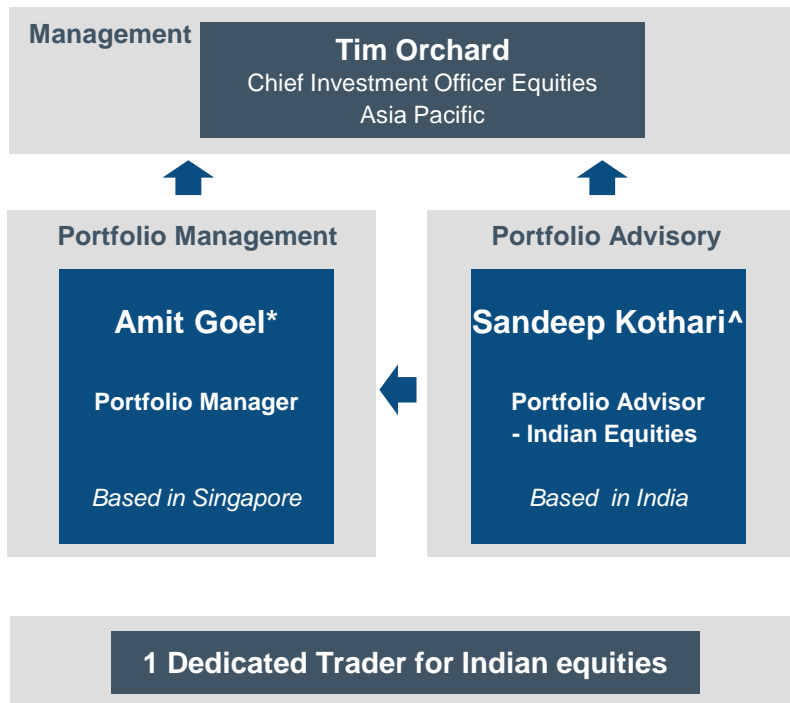 Management
Tim Orchard
Chief Investment Officer Equities
Asia Pacific
Portfolio Management
Amit Goel*
Portfolio Manager
Based in Singapore
Portfolio Advisory
Sandeep Kothari^
Portfolio Advisor
- Indian Equities
Based in India
1 Dedicated Trader for Indian equities